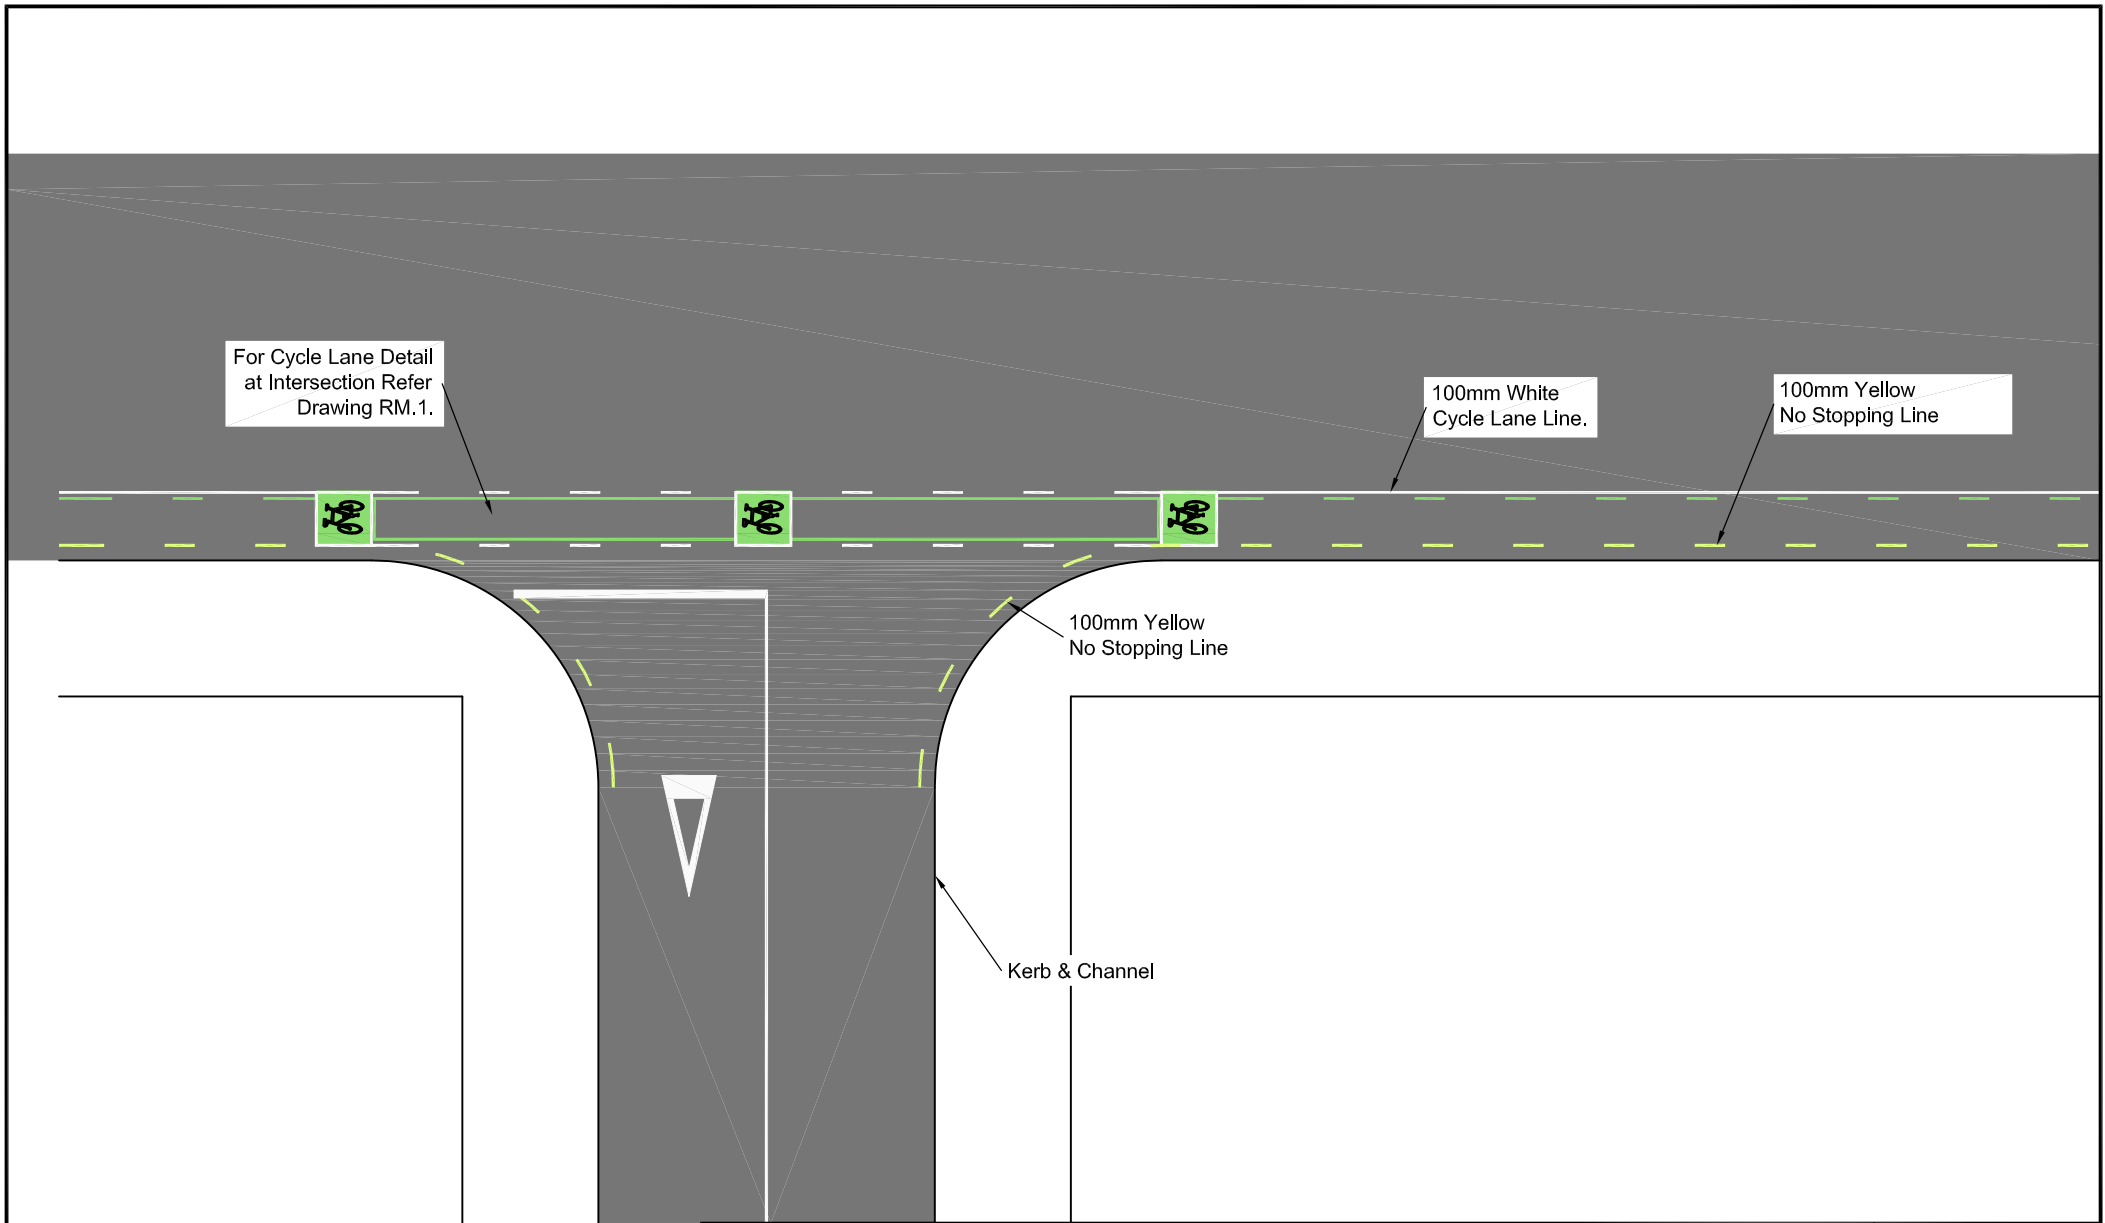 For Cycle Lane Detail
at Intersection Refer
Drawing RM.1.
100mm White
Cycle Lane Line.
100mm Yellow
No Stopping Line
100mm Yellow
No Stopping Line
Kerb & Channel